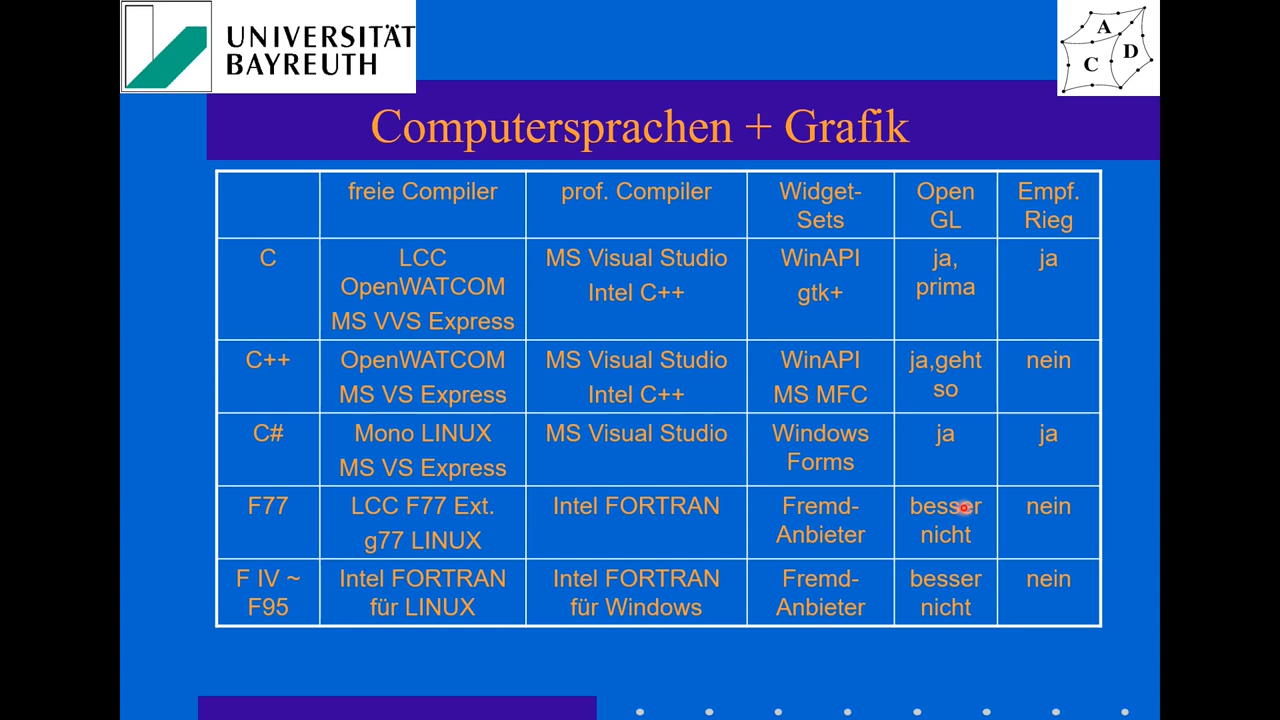 UNIVERSITÄT
BAYREUTH
A
D
C
Computersprachen + Grafik
freie Compiler
prof. Compiler
Widget-
Sets
Open
GL
Empf.
Rieg
C
LCC
OpenWATCOM
MS VVS Express
MS Visual Studio
Intel C++
WinAPI
gtk+
ja,
prima
ja
C++
OpenWATCOM
MS VS Express
MS Visual Studio
Intel C++
WinAPI
MS MFC
ja,geht
so
nein
C#
Mono LINUX
MS VS Express
MS Visual Studio
Windows
Forms
ja
ja
F77
LCC F77 Ext.
g77 LINUX
Intel FORTRAN
Fremd-
Anbieter
besser
nicht
nein
F IV ~
F95
Intel FORTRAN
für LINUX
Intel FORTRAN
für Windows
Fremd-
Anbieter
besser
nicht
nein